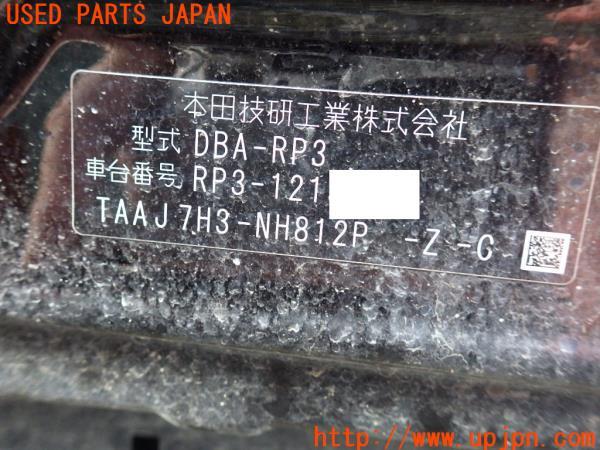 USED PARTS JAPAN
本田技研工業株式会社
型式 DBA-RP3
車台番号 RP3-121
TAAJ7H3-NH812P -Z -C
http://www.upjpn.com